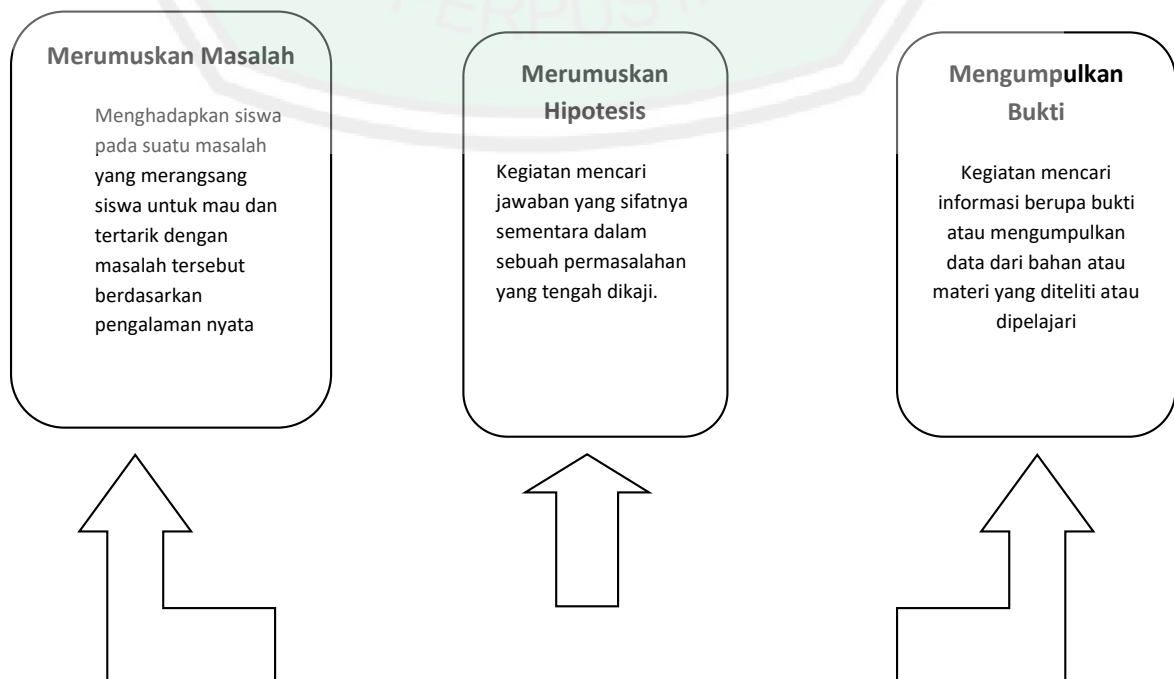 PERPUS
Merumuskan Masalah
Menghadapkan siswa
pada suatu masalah
yang merangsang
siswa untuk mau dan
tertarik dengan
masalah tersebut
berdasarkan
pengalaman nyata
Merumuskan
Hipotesis
Kegiatan mencari
jawaban yang sifatnya
sementara dalam
sebuah permasalahan
yang tengah dikaji.
Mengumpulkan
Bukti
Kegiatan mencari
informasi berupa bukti
atau mengumpulkan
data dari bahan atau
materi yang diteliti atau
dipelajari